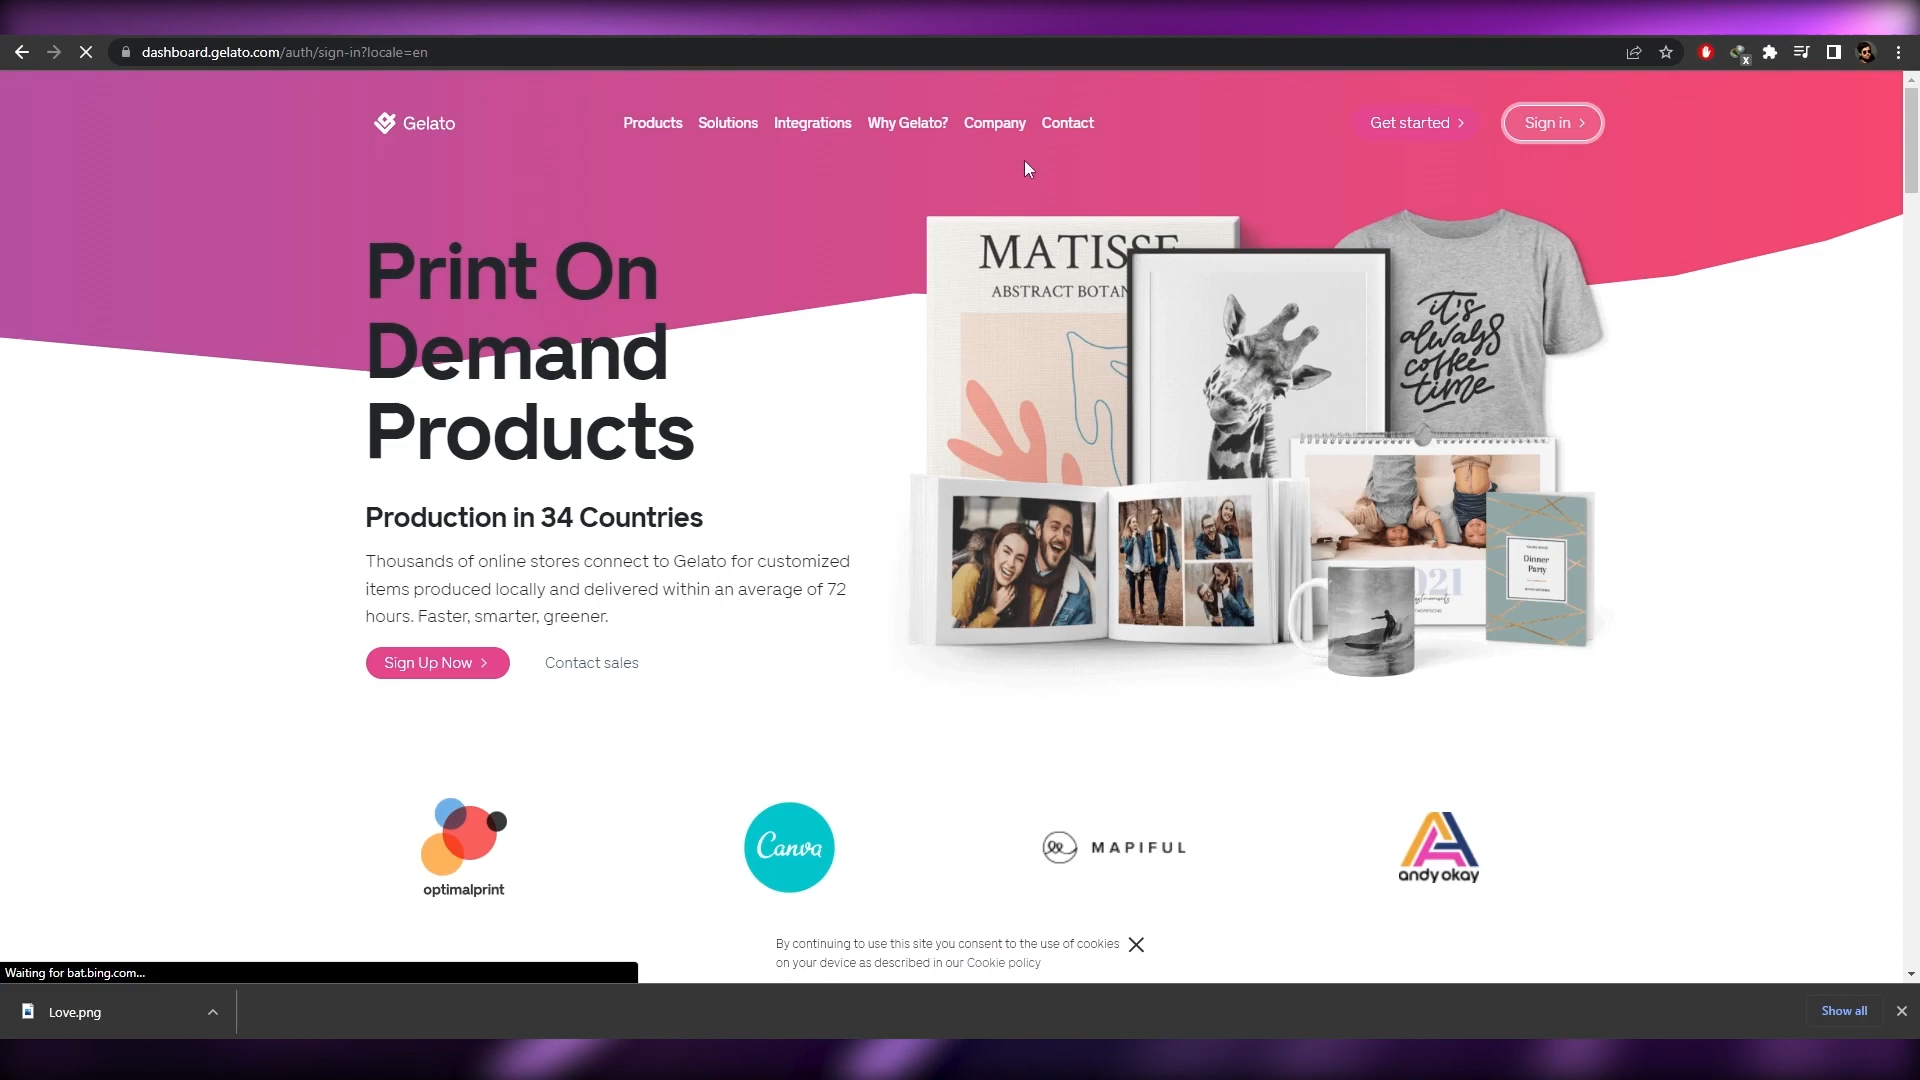 dashboard.gelato.com/auth/sign-in?locale=en
Gelato
Products Solutions Integrations Why Gelato? Company Contact
Get started
Sign in
Print On
Demand
Products
Production in 34 Countries
Thousands of online stores connect to Gelato for customized
items produced locally and delivered within an average of 72
hours. Faster, smarter, greener.
Sign Up Now
Contact sales
MATISSE
ABSTRACT BOTAN
it's
always
coffee
time
021
Dinner
Party
optimalprint
Canva
MAPIFUL
andy okay
By continuing to use this site you consent to the use of cookies
on your device as described in our Cookie policy
Waiting for bat.bing.com...
Love.png
Show all